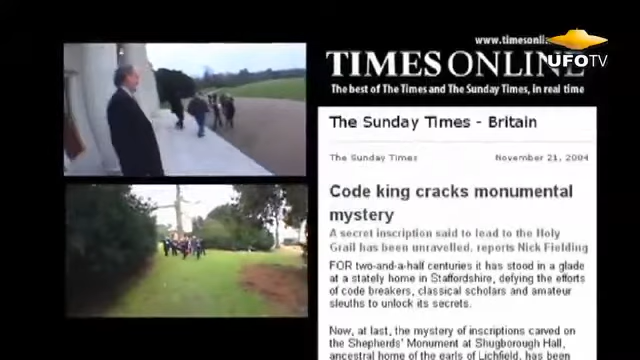 www.timesonli
UFOTV
TIMES ONLINE
The best of The Times and The Sunday Times, in real time
The Sunday Times - Britain
The Sunday Times November 21, 2004
Code king cracks monumental
mystery
A secret inscription said to lead to the Holy
Grail has been unravelled, reports Nick Fielding
FOR two-and-a-half centuries it has stood in a glade
at a stately home in Staffordshire, defying the efforts
of code breakers, classical scholars and amateur
sleuths to unlock its secrets.
Now, at last, the mystery of inscriptions carved on
the Shepherds' Monument at Shugborough Hall,
ancestral home of the earls of Lichfield, has been